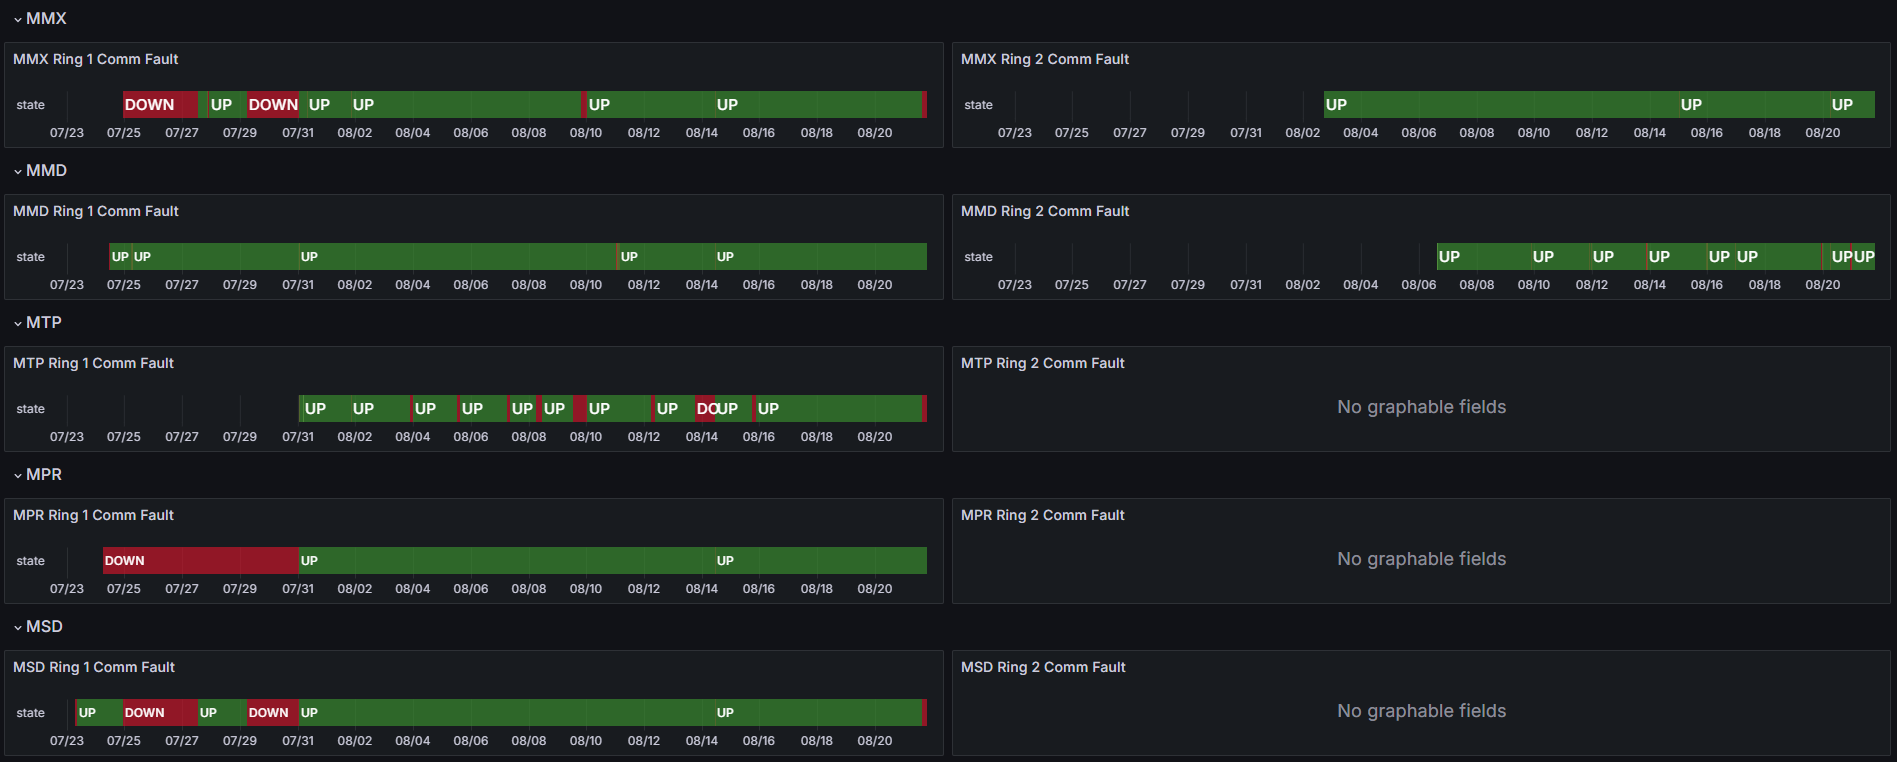 MMX
MMX Ring 1 Comm Fault
state
DOWN UP DOWN UP UP UP UP
07/23 07/25 07/27 07/29 07/31 08/02 08/04 08/06 08/08 08/10 08/12 08/14 08/16 08/18 08/20
MMX Ring 2 Comm Fault
state
UP UP UP
07/23 07/25 07/27 07/29 07/31 08/02 08/04 08/06 08/08 08/10 08/12 08/14 08/16 08/18 08/20
MMD
MMD Ring 1 Comm Fault
state
UP UP UP UP UP
07/23 07/25 07/27 07/29 07/31 08/02 08/04 08/06 08/08 08/10 08/12 08/14 08/16 08/18 08/20
MMD Ring 2 Comm Fault
state
UP UP UP UP UP UP UP UP
07/23 07/25 07/27 07/29 07/31 08/02 08/04 08/06 08/08 08/10 08/12 08/14 08/16 08/18 08/20
MTP
MTP Ring 1 Comm Fault
state
UP UP UP UP UP UP UP UP DO UP UP
07/23 07/25 07/27 07/29 07/31 08/02 08/04 08/06 08/08 08/10 08/12 08/14 08/16 08/18 08/20
MTP Ring 2 Comm Fault
No graphable fields
MPR
MPR Ring 1 Comm Fault
state
DOWN UP UP
07/23 07/25 07/27 07/29 07/31 08/02 08/04 08/06 08/08 08/10 08/12 08/14 08/16 08/18 08/20
MPR Ring 2 Comm Fault
No graphable fields
MSD
MSD Ring 1 Comm Fault
state
UP DOWN UP DOWN UP UP
07/23 07/25 07/27 07/29 07/31 08/02 08/04 08/06 08/08 08/10 08/12 08/14 08/16 08/18 08/20
MSD Ring 2 Comm Fault
No graphable fields